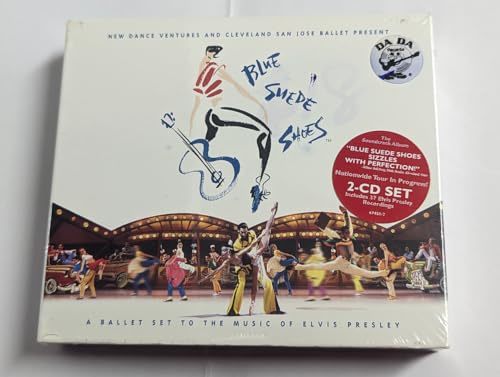 NEW DANCE VENTURES AND CLEVELAND SAN JOSE BALLET PRESENT
DA DA
BLUE
SUEDE
SHOES
The
Soundtrack Album
"BLUE SUEDE SHOES
SIZZLES
WITH PERFECTION!"
Nationwide Tour In Progress!
2-CD SET
Includes 37 Elvis Presley
Recordings
A BALLET SET TO THE MUSIC OF ELVIS PRESLEY